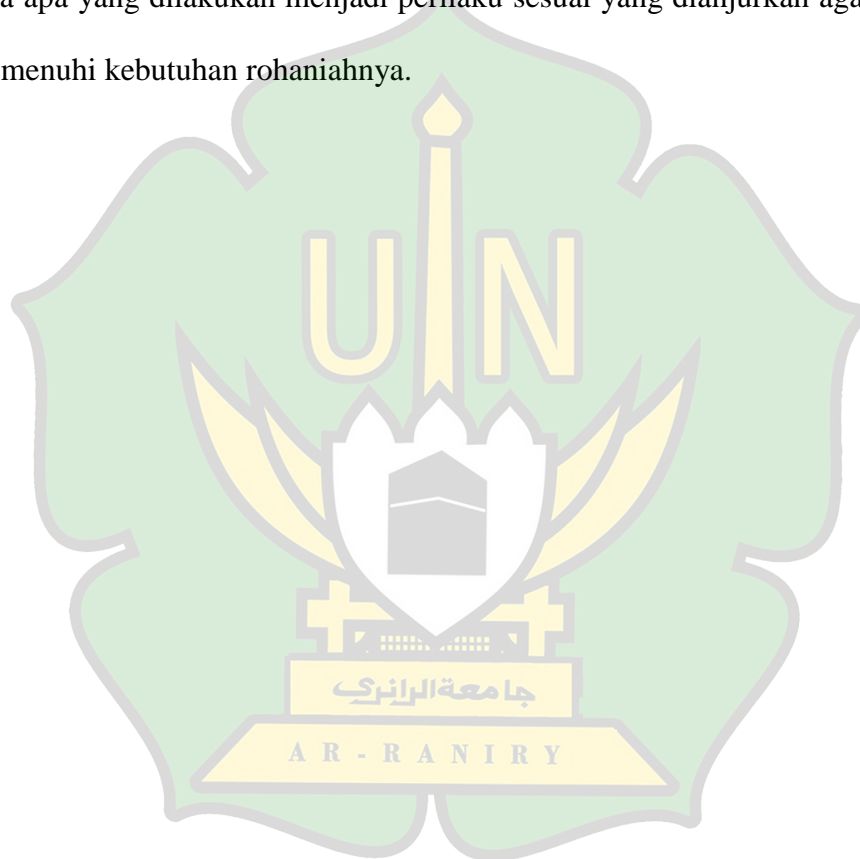 a apa yang dilakukan menjadi perilaku sesuai yang dianjurkan aga
menuhi kebutuhan rohaniahnya.
UIN
جامعة الرانري
AR-RANIRY